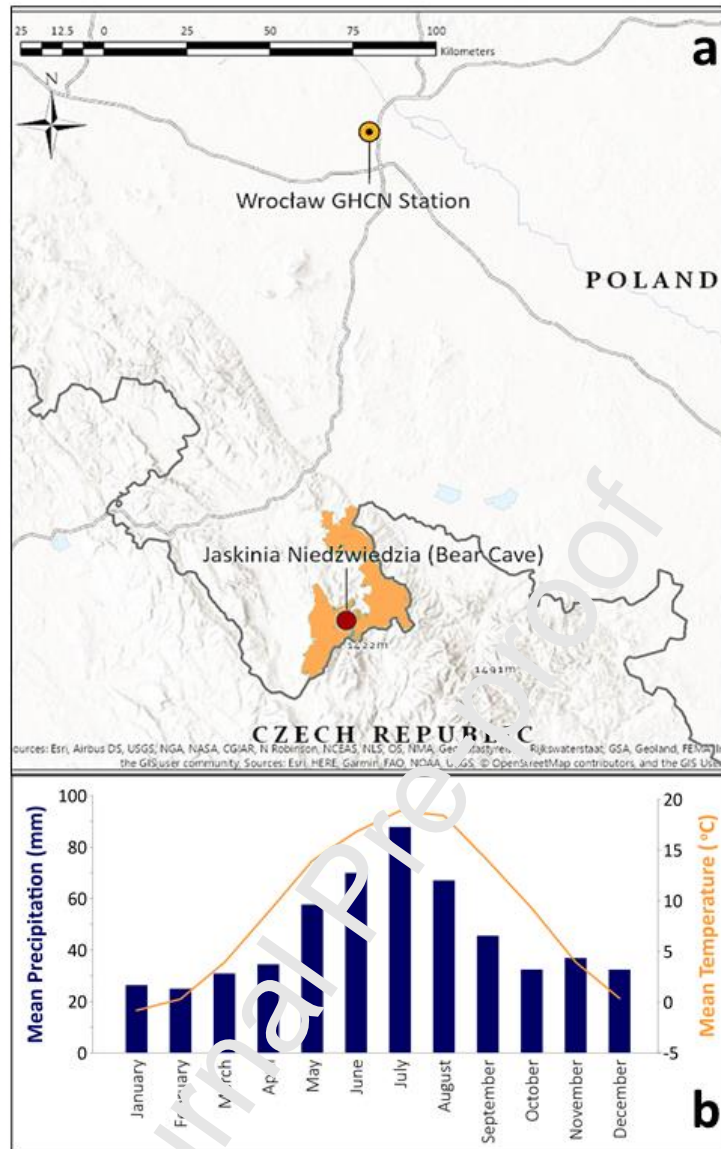 25 12.5 0 25 50 75 100
Kilometers
a
N
Wrocław GHCN Station
POLAND
Jaskinia Niedźwiedzia (Bear Cave)
1422m
1491m
CZECH REPUBLIC
ources: Esri, Airbus DS, USGS, NGA, NASA, CGIAR, N Robinson, NCEAS, NLS, OS, NMA, Rijkswaterstaat, GSA, Geoland, FEMA,
the GIS user community, Sources: Esri, HERE, Garmin, FAO, NOAA, USGS, © OpenStreetMap contributors, and the GIS User
Journal Pre-proof
Mean Precipitation (mm)
100
80
60
40
20
0
20
15
10
5
0
-5
Mean Temperature (°C)
January
February
March
April
May
June
July
August
September
October
November
December
b